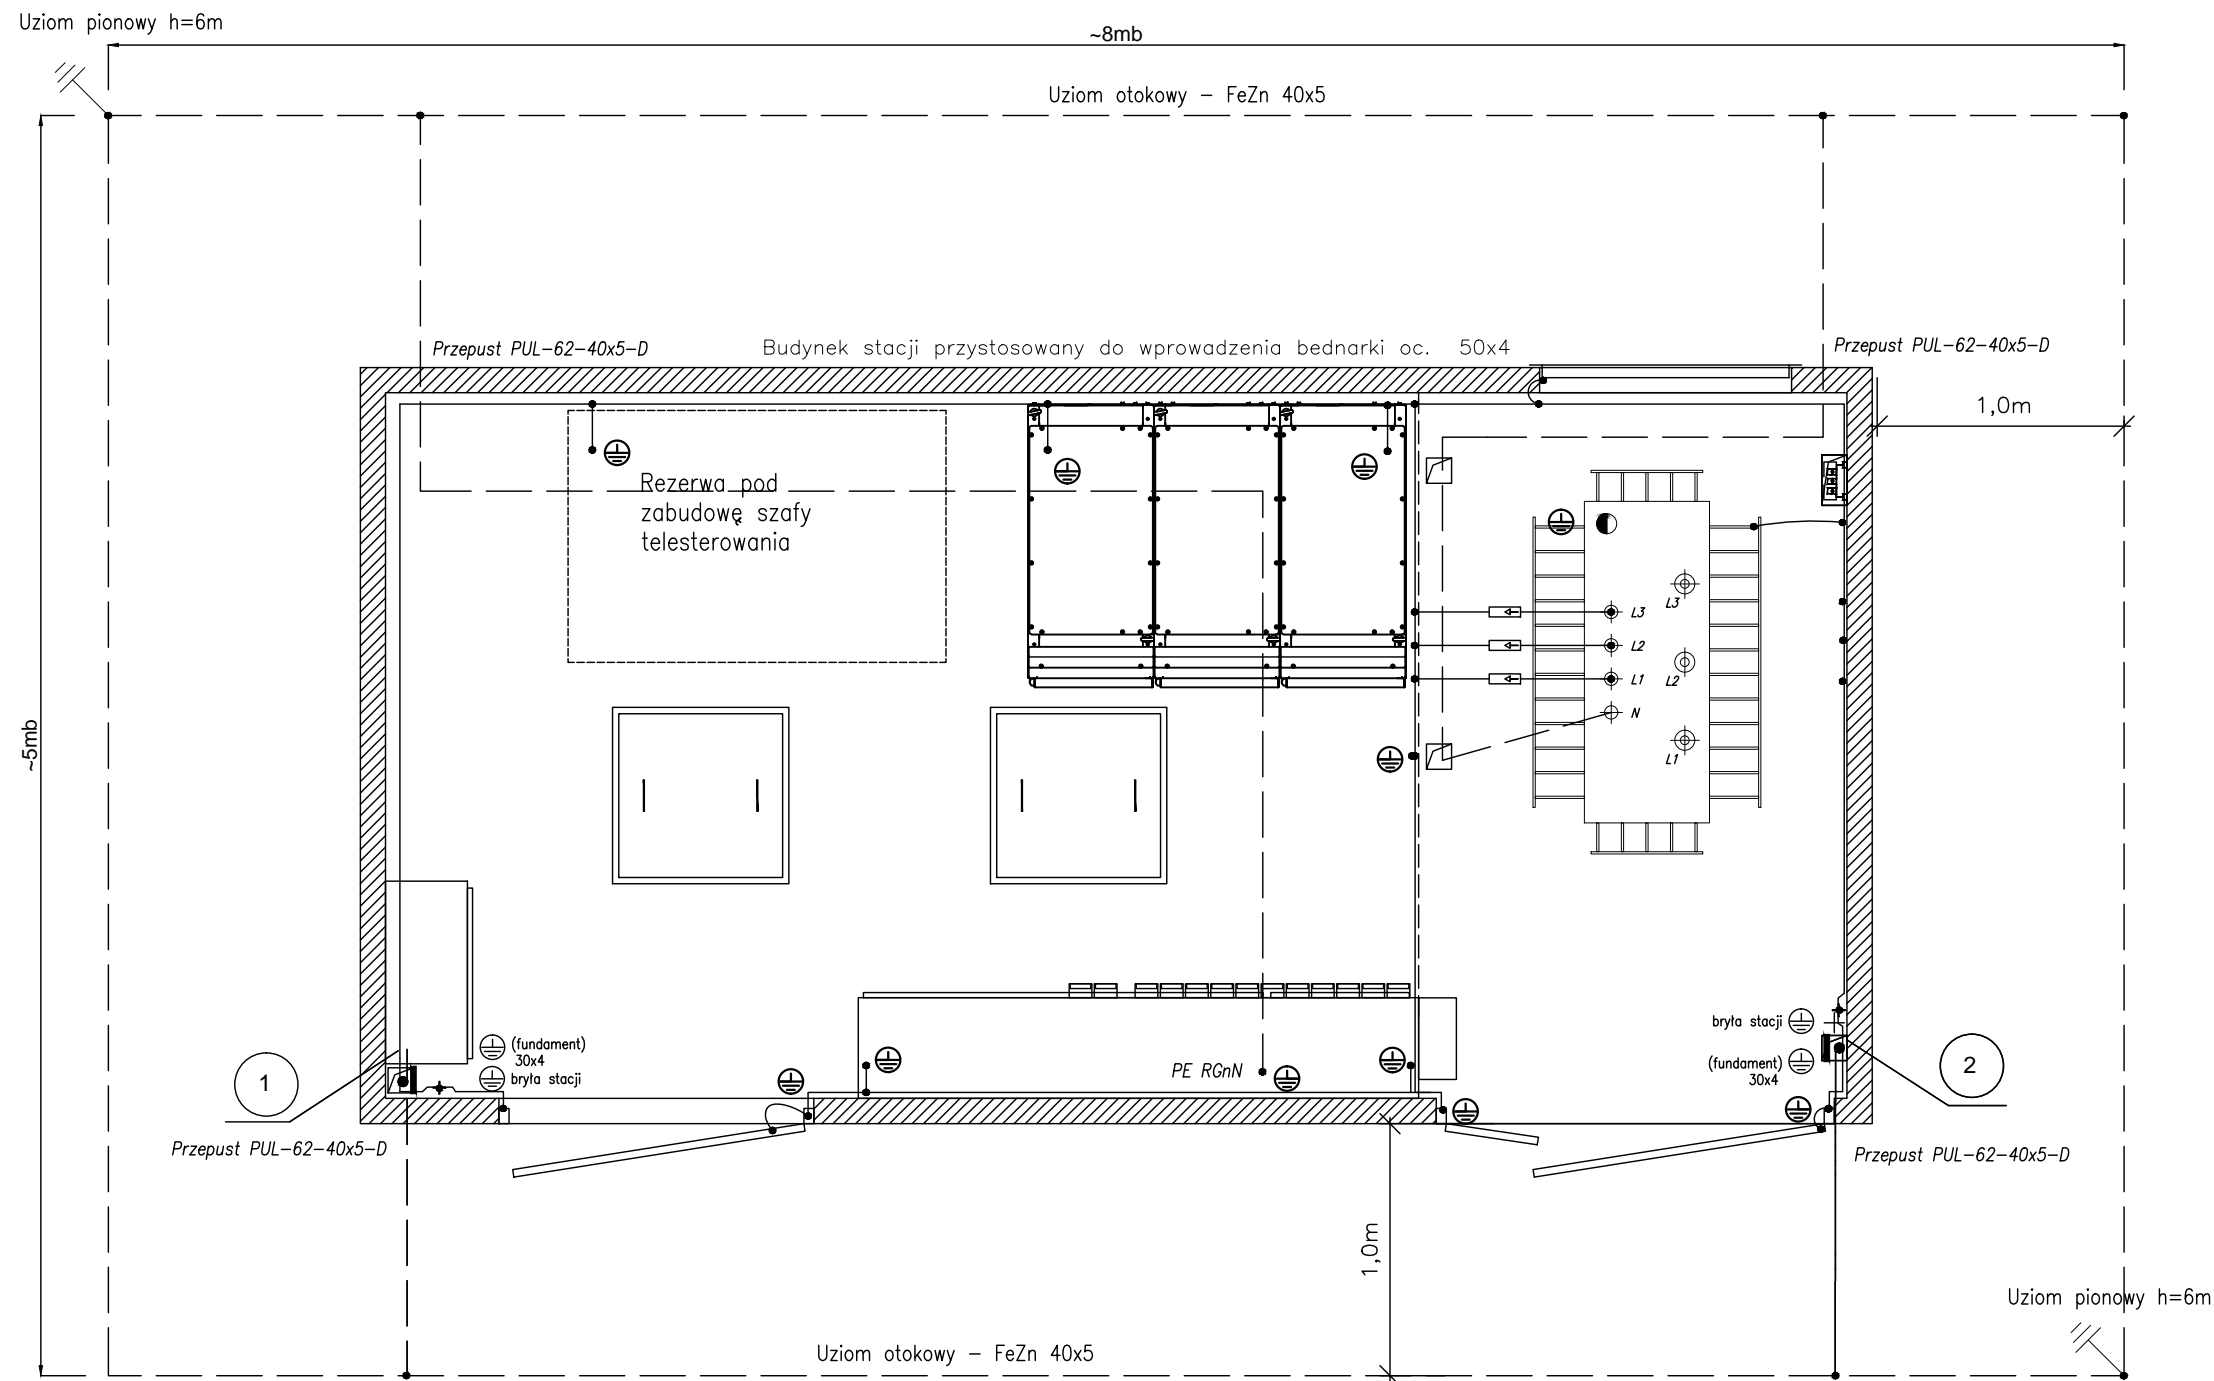 Uziom pionowy h=6m
~8mb
Uziom otokowy – FeZn 40x5
Przepust PUL–62–40x5–D
Budynek stacji przystosowany do wprowadzenia bednarki oc. 50x4
Przepust PUL–62–40x5–D
1,0m
Rezerwa pod
zabudowę szafy
telesterowania
L3
L3
L2
L2
L1
N
L1
~5mb
bryła stacji
(fundament)
30x4
(fundament)
30x4
bryła stacji
1
2
PE RGnN
Przepust PUL–62–40x5–D
Przepust PUL–62–40x5–D
1,0m
Uziom pionowy h=6m
Uziom otokowy – FeZn 40x5